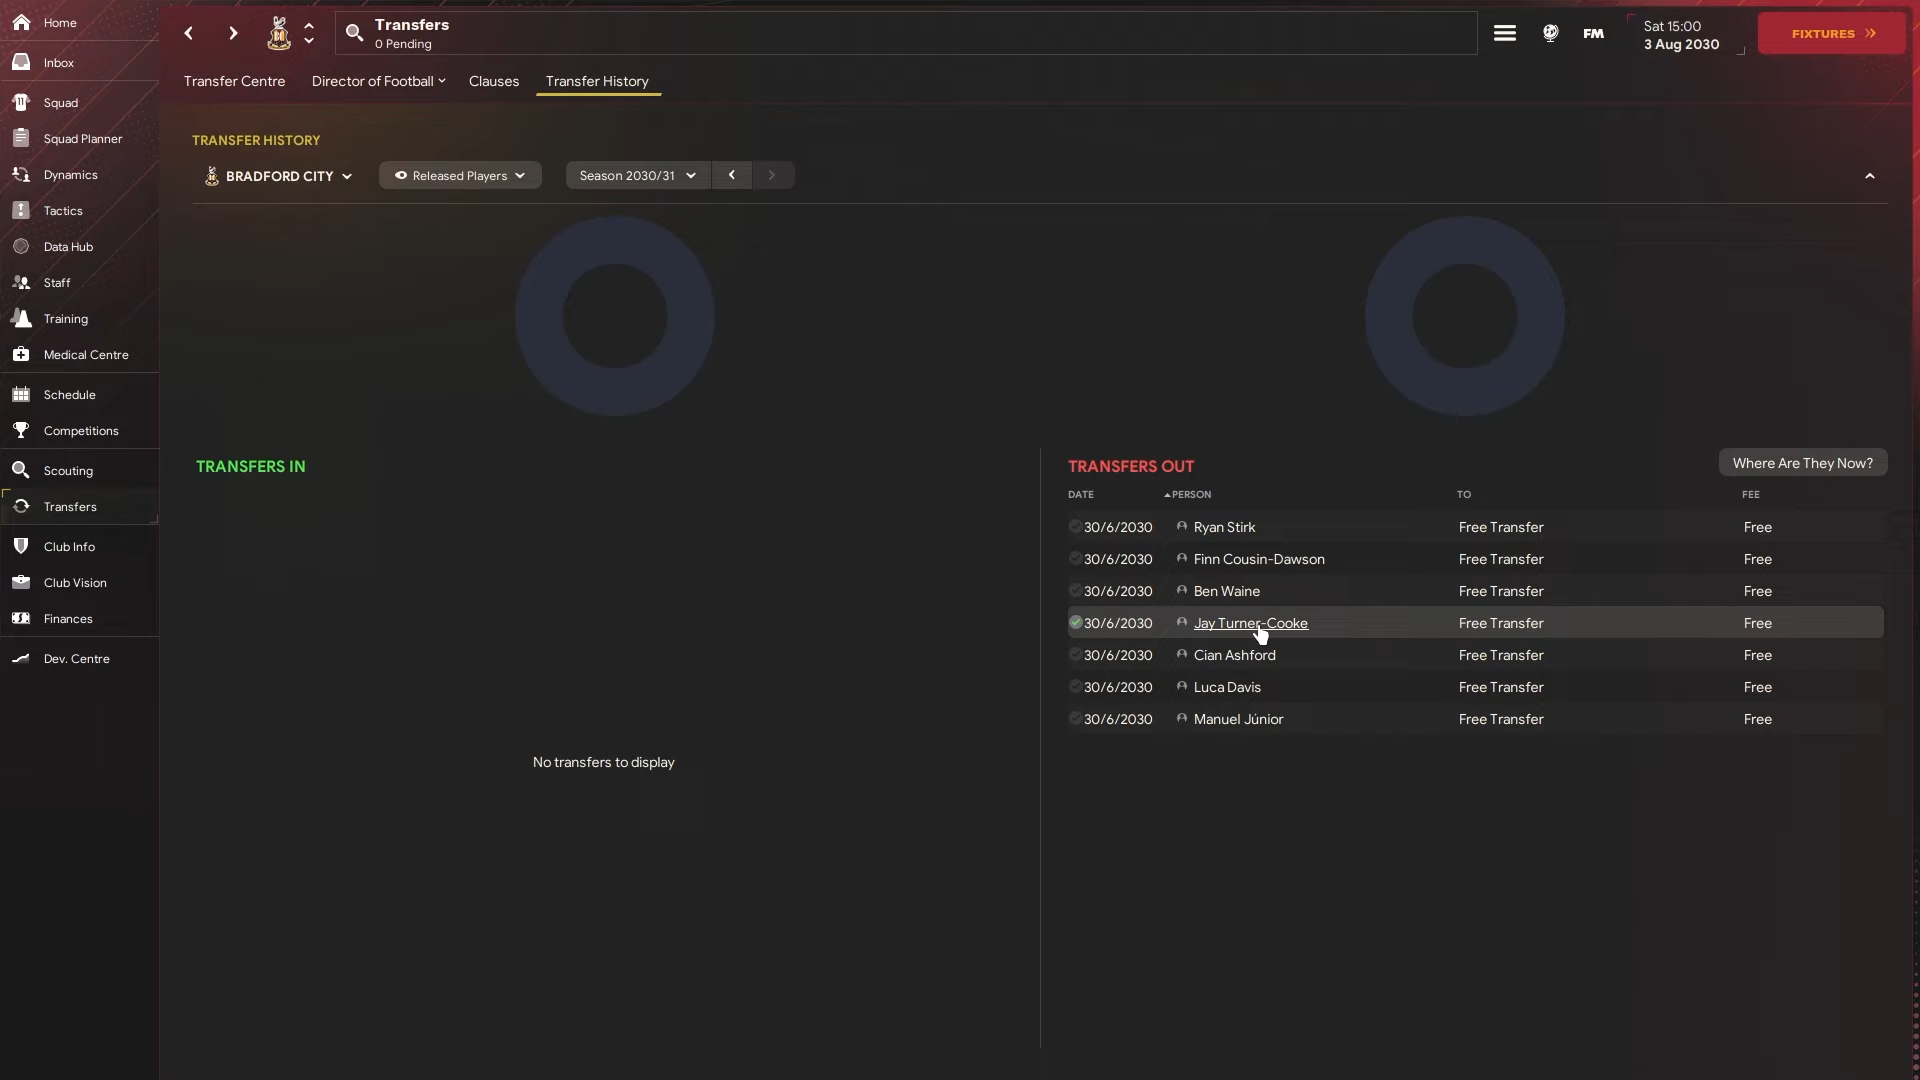 Home
Inbox
Squad
Squad Planner
Dynamics
Tactics
Data Hub
Staff
Training
Medical Centre
Schedule
Competitions
Scouting
Transfers
Club Info
Club Vision
Finances
Dev. Centre
Transfers
0 Pending
FM
Sat 15:00
3 Aug 2030
FIXTURES
Transfer Centre
Director of Football
Clauses
Transfer History
TRANSFER HISTORY
BRADFORD CITY
Released Players
Season 2030/31
TRANSFERS IN
No transfers to display
TRANSFERS OUT
Where Are They Now?
DATE PERSON TO FEE
30/6/2030 Ryan Stirk Free Transfer Free
30/6/2030 Finn Cousin-Dawson Free Transfer Free
30/6/2030 Ben Waine Free Transfer Free
30/6/2030 Jay Turner-Cooke Free Transfer Free
30/6/2030 Cian Ashford Free Transfer Free
30/6/2030 Luca Davis Free Transfer Free
30/6/2030 Manuel Júnior Free Transfer Free